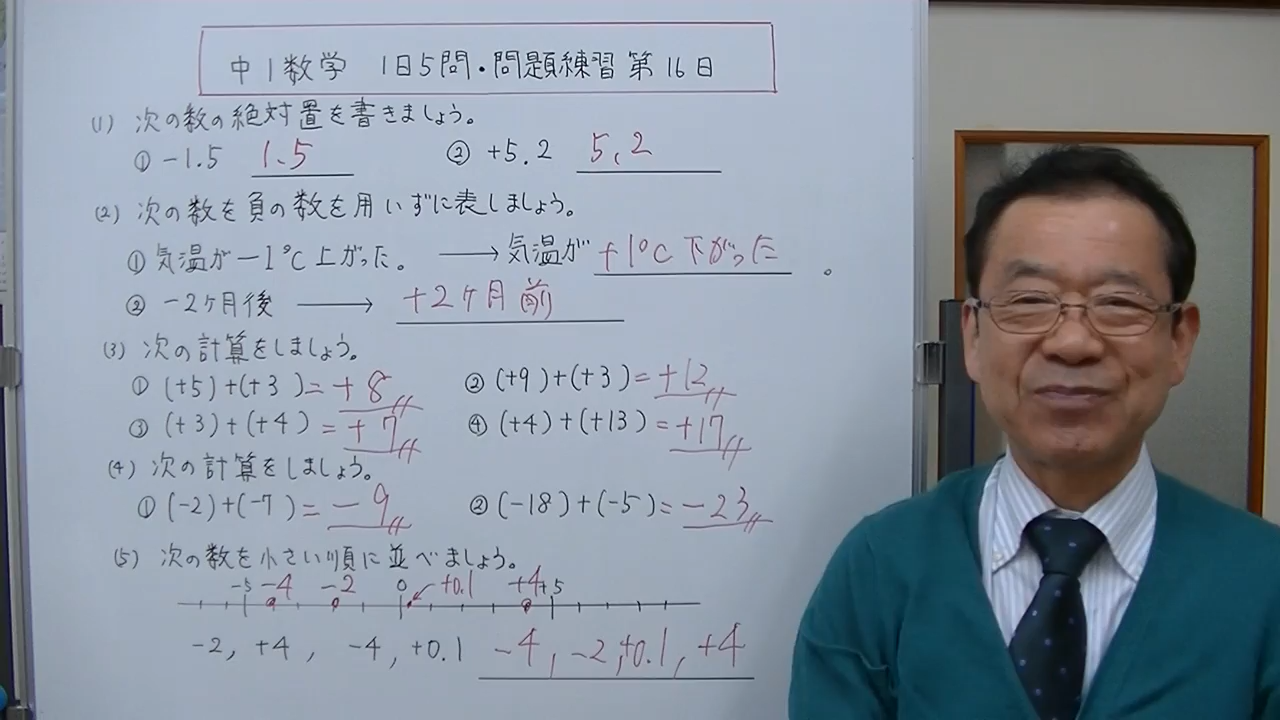 中1数学 1日5問・問題練習 第16日
(1) 次の数の絶対置を書きましょう。
① -1.5 1.5 ② +5.2 5.2
(2) 次の数を負の数を用いずに表しましょう。
① 気温が-1℃上がった。 → 気温が +1℃下がった 。
② -2ヶ月後 → +2ヶ月前
(3) 次の計算をしましょう。
① (+5)+(+3)=+8 ② (+9)+(+3)=+12
③ (+3)+(+4)=+7 ④ (+4)+(+13)=+17
(4) 次の計算をしましょう。
① (-2)+(-7)=-9 ② (-18)+(-5)=-23
(5) 次の数を小さい順に並べましょう。
-5 -4 -2 0 +0.1 +4 +5
-2, +4, -4, +0.1 -4, -2, +0.1, +4